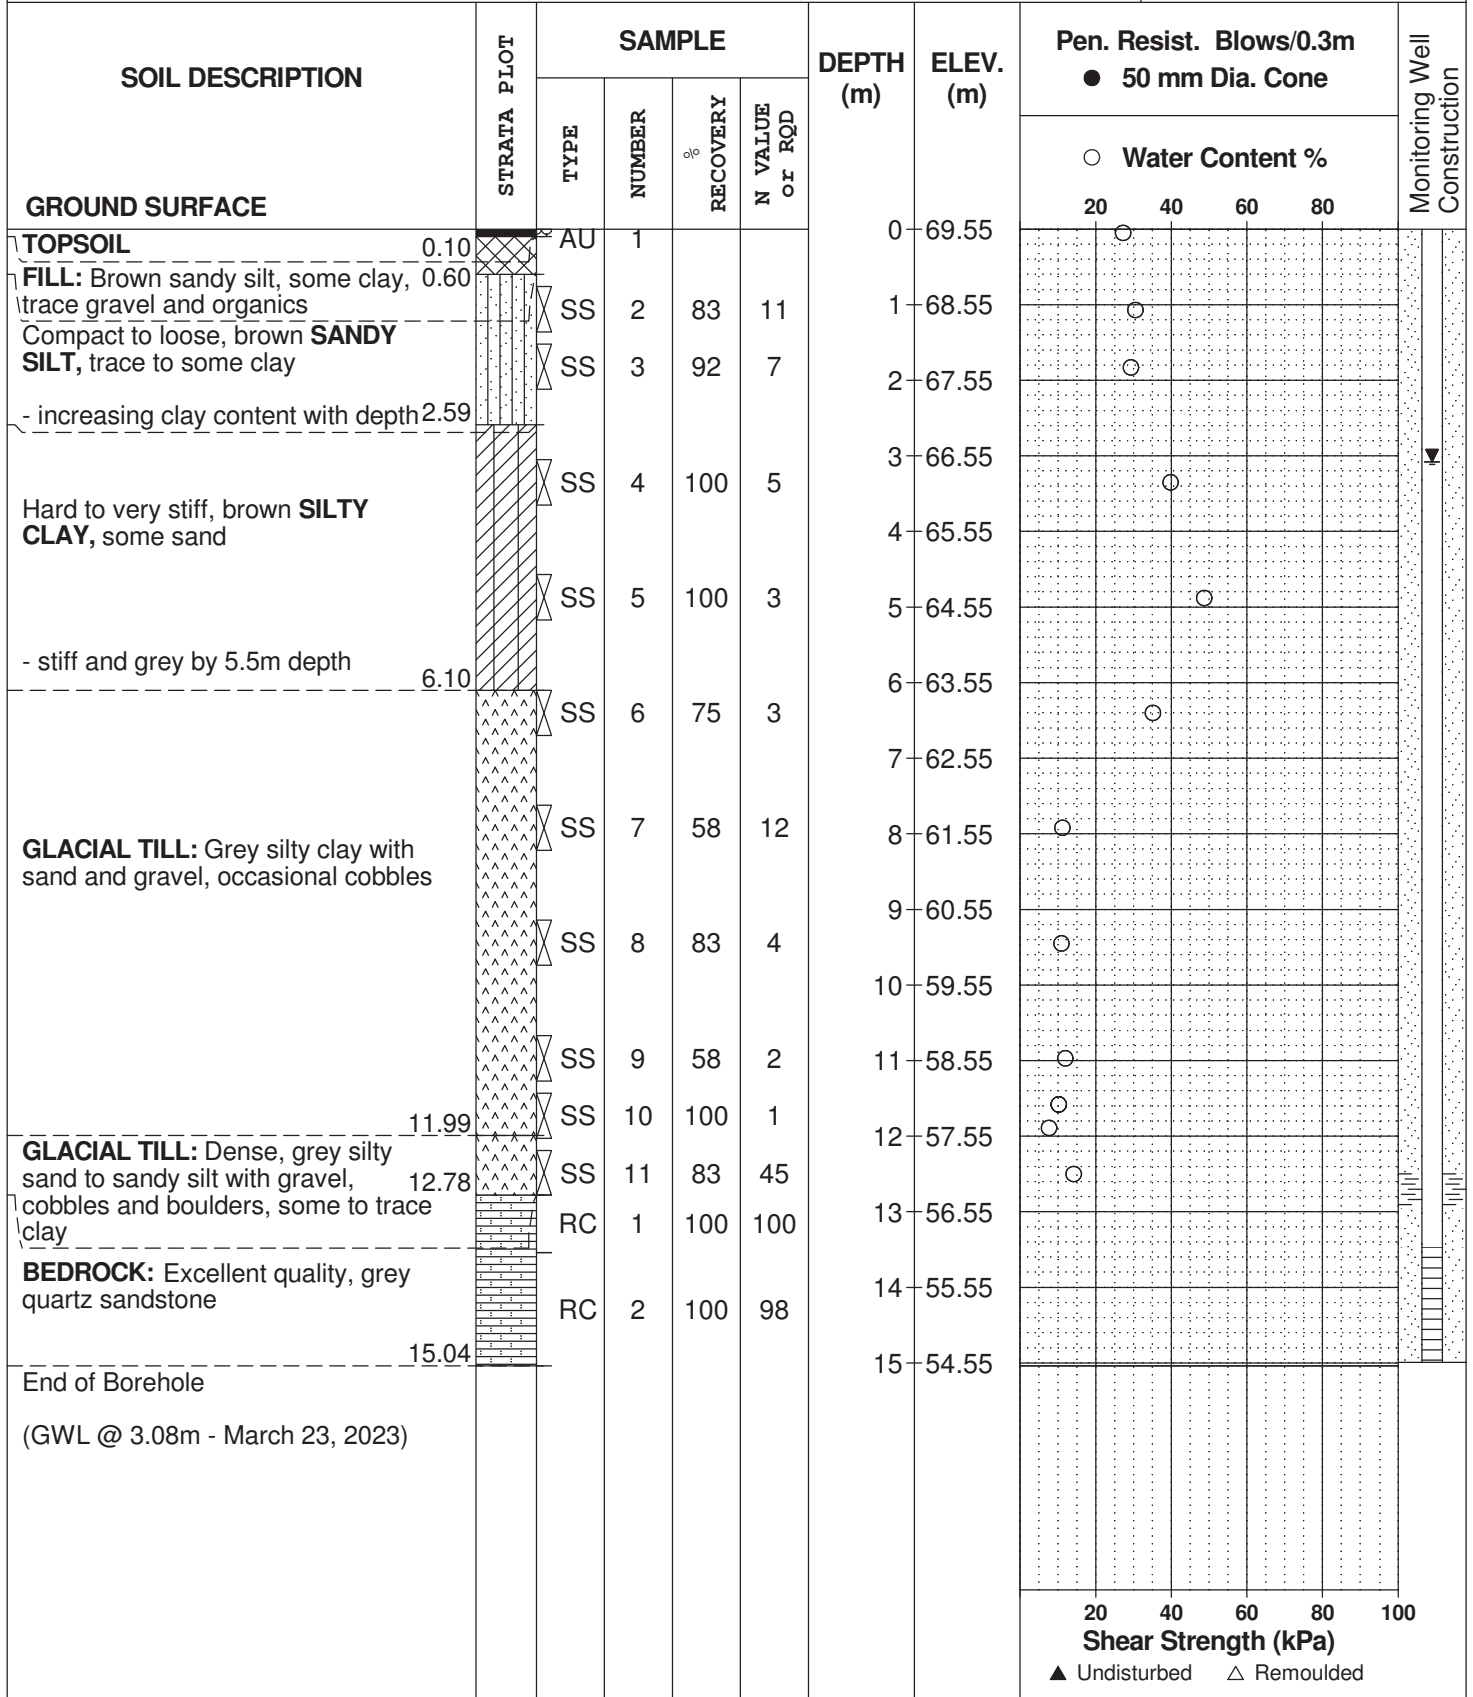 SOIL DESCRIPTION
GROUND SURFACE
STRATA PLOT
SAMPLE
TYPE
NUMBER
% RECOVERY
N VALUE or RQD
DEPTH (m)
ELEV. (m)
Pen. Resist. Blows/0.3m
● 50 mm Dia. Cone
○ Water Content %
20 40 60 80
Monitoring Well Construction
TOPSOIL 0.10
AU 1
0 69.55
FILL: Brown sandy silt, some clay, 0.60
trace gravel and organics
SS 2 83 11
1 68.55
Compact to loose, brown SANDY
SILT, trace to some clay
SS 3 92 7
2 67.55
- increasing clay content with depth 2.59
3 66.55
SS 4 100 5
Hard to very stiff, brown SILTY
CLAY, some sand
4 65.55
SS 5 100 3
5 64.55
- stiff and grey by 5.5m depth
6.10
6 63.55
SS 6 75 3
7 62.55
SS 7 58 12
8 61.55
GLACIAL TILL: Grey silty clay with
sand and gravel, occasional cobbles
9 60.55
SS 8 83 4
10 59.55
SS 9 58 2
11 58.55
SS 10 100 1
11.99
12 57.55
GLACIAL TILL: Dense, grey silty
sand to sandy silt with gravel, 12.78
cobbles and boulders, some to trace
clay
SS 11 83 45
13 56.55
RC 1 100 100
BEDROCK: Excellent quality, grey
quartz sandstone
14 55.55
RC 2 100 98
15.04
15 54.55
End of Borehole
(GWL @ 3.08m - March 23, 2023)
20 40 60 80 100
Shear Strength (kPa)
▲ Undisturbed △ Remoulded